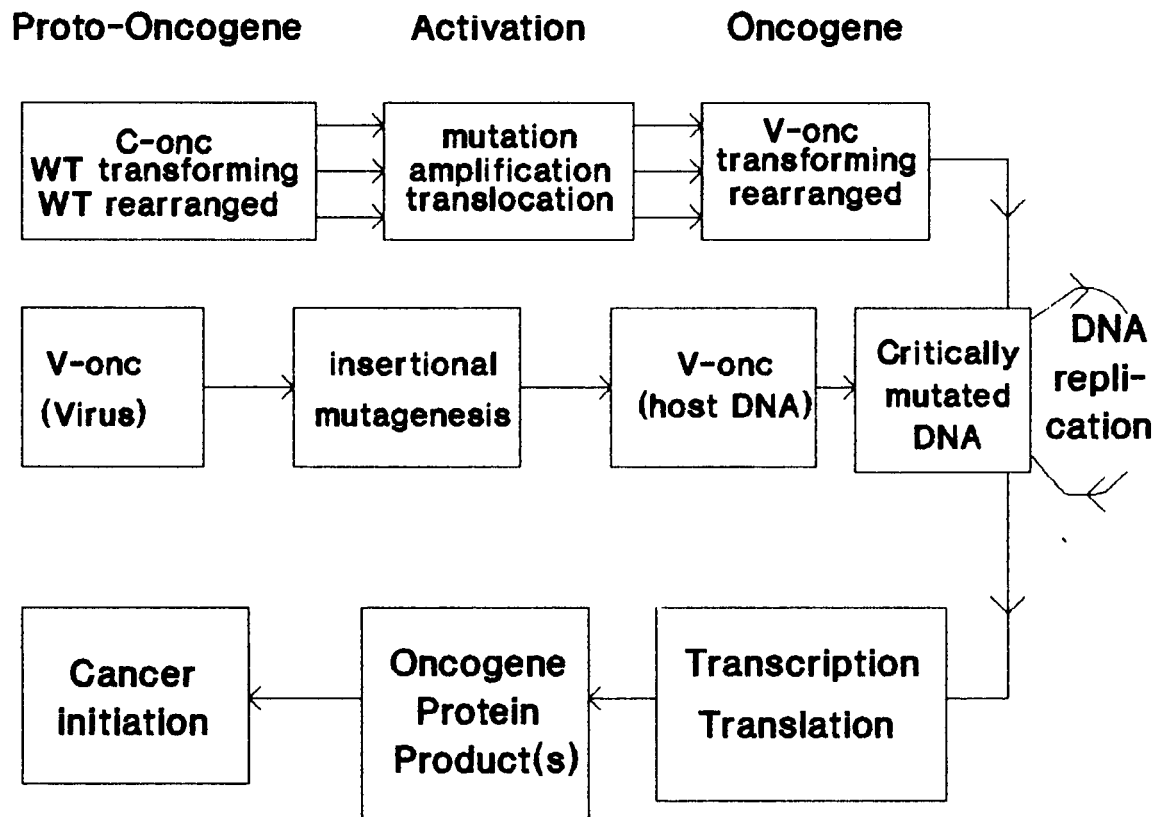 Proto-Oncogene Activation Oncogene
C-onc
WT transforming
WT rearranged
mutation
amplification
translocation
V-onc
transforming
rearranged
V-onc
(Virus)
insertional
mutagenesis
V-onc
(host DNA)
Critically
mutated
DNA
DNA
repli-
cation
Transcription
Translation
Oncogene
Protein
Product(s)
Cancer
initiation